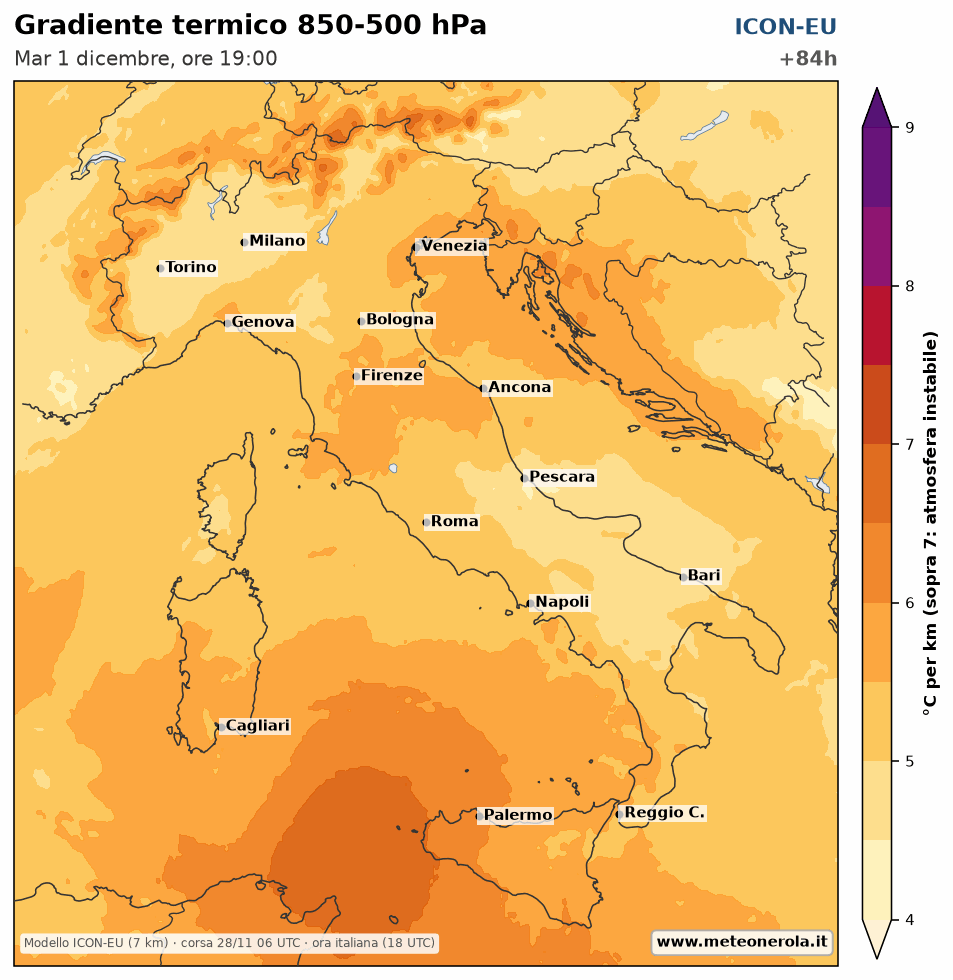 Gradiente termico 850-500 hPa
ICON-EU
Mar 1 dicembre, ore 19:00
+84h
Milano
Venezia
Torino
Genova
Bologna
Firenze
Ancona
Pescara
Roma
Bari
Napoli
Cagliari
Palermo
Reggio C.
9
8
7
6
5
4
°C per km (sopra 7: atmosfera instabile)
Modello ICON-EU (7 km) · corsa 28/11 06 UTC · ora italiana (18 UTC)
www.meteonerola.it